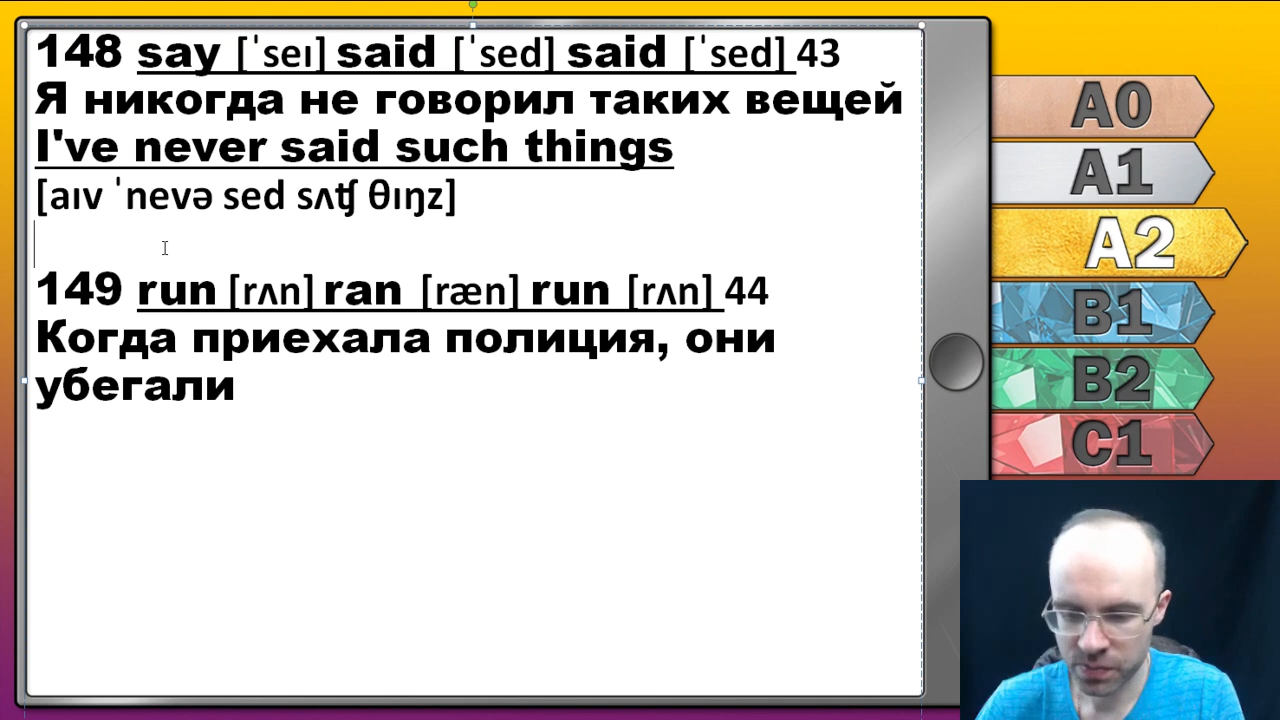 148 say [ˈseɪ] said [ˈsed] said [ˈsed] 43
Я никогда не говорил таких вещей
I've never said such things
[aɪv ˈnevə sed sʌʧ θɪŋz]
149 run [rʌn] ran [ræn] run [rʌn] 44
Когда приехала полиция, они
убегали
A0
A1
A2
B1
B2
C1